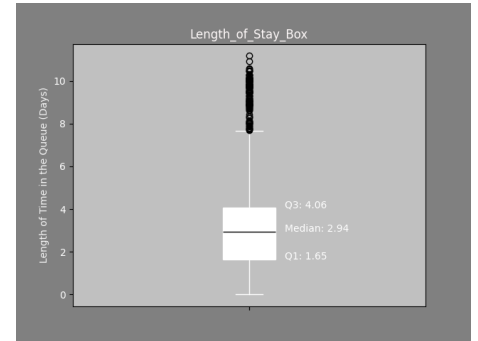 Length_of_Stay_Box
Length of Time in the Queue (Days)
10
8
6
4
2
0
Q3: 4.06
Median: 2.94
Q1: 1.65